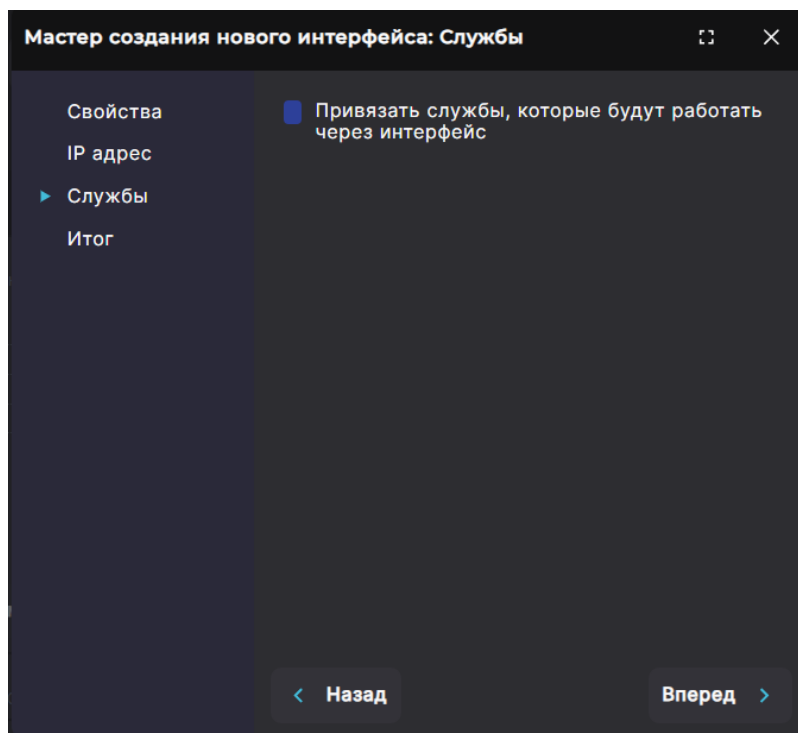 Мастер создания нового интерфейса: Службы
Свойства
IP адрес
Службы
Итог
Привязать службы, которые будут работать
через интерфейс
Назад
Вперед